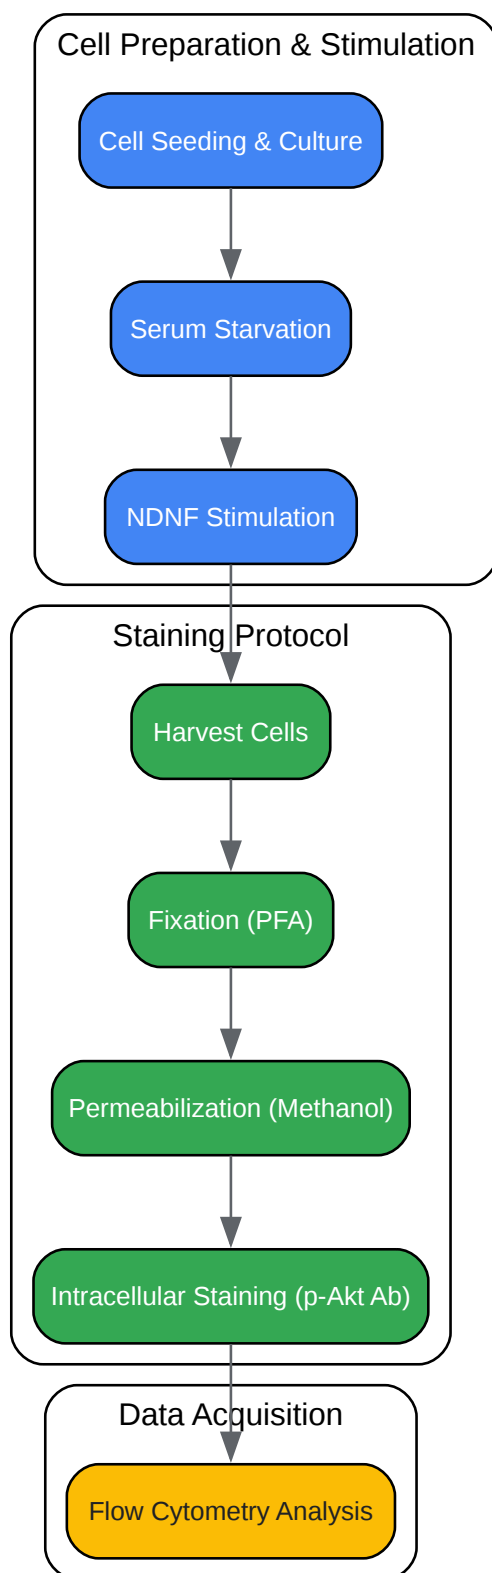 Cell Preparation & Stimulation
Cell Seeding & Culture
Serum Starvation
NDNF Stimulation
Staining Protocol
Harvest Cells
Fixation (PFA)
Permeabilization (Methanol)
Intracellular Staining (p-Akt Ab)
Data Acquisition
Flow Cytometry Analysis